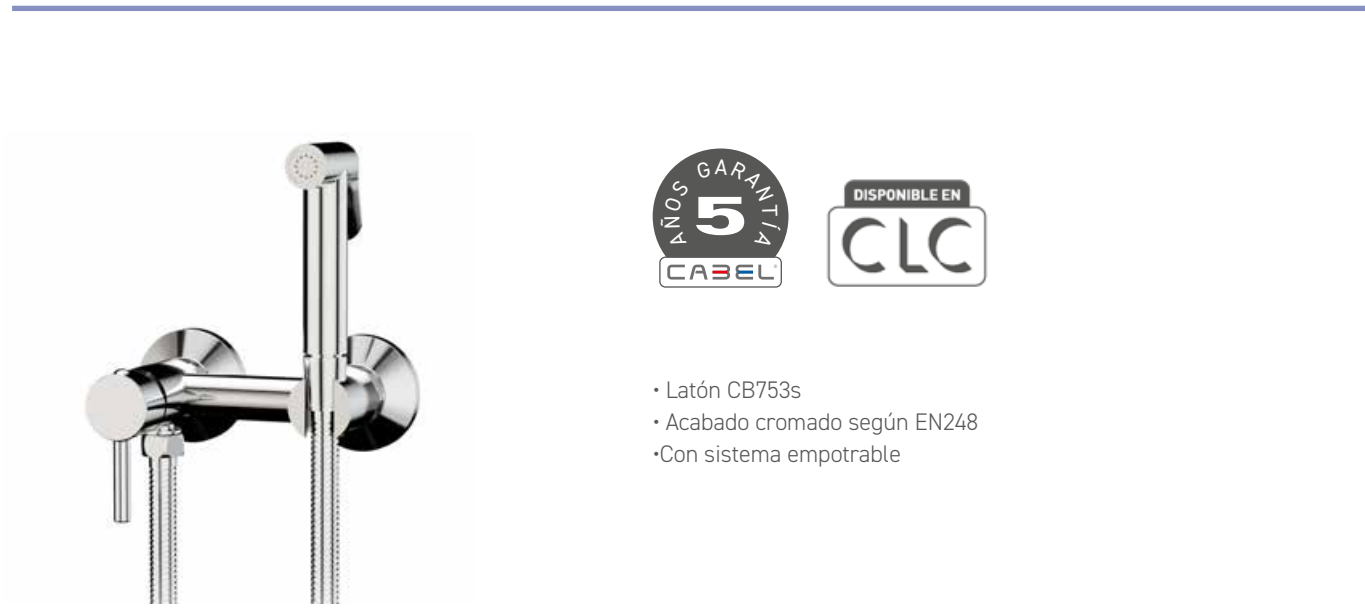 AÑOS GARANTÍA
5
CABEL
DISPONIBLE EN
CLC
• Latón CB753s
• Acabado cromado según EN248
•Con sistema empotrable